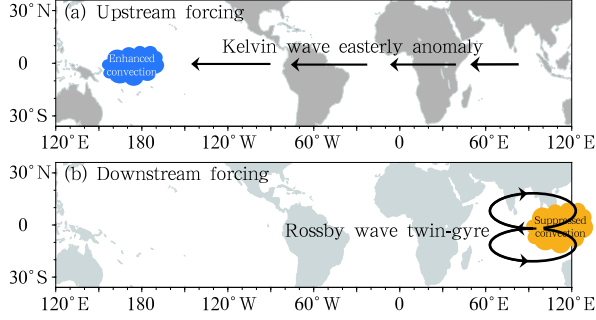 (a) Upstream forcing
30°N
Kelvin wave easterly anomaly
Enhanced
convection
0
30°S
120°E 180 120°W 60°W 0 60°E 120°E
(b) Downstream forcing
30°N
Suppressed
convection
Rossby wave twin-gyre
0
30°S
120°E 180 120°W 60°W 0 60°E 120°E